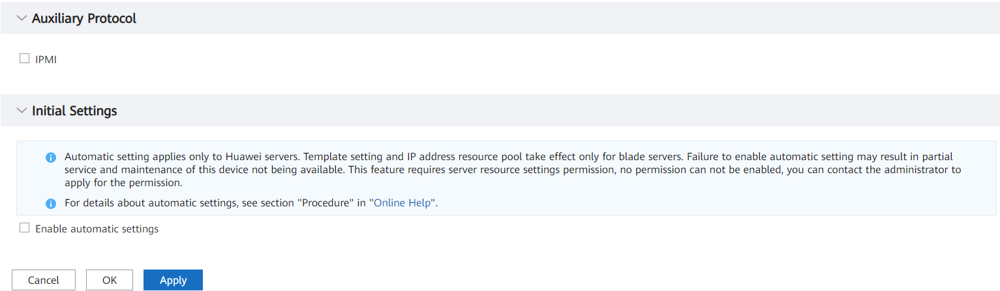 Auxiliary Protocol
IPMI
Initial Settings
Automatic setting applies only to Huawei servers. Template setting and IP address resource pool take effect only for blade servers. Failure to enable automatic setting may result in partial
service and maintenance of this device not being available. This feature requires server resource settings permission, no permission can not be enabled, you can contact the administrator to
apply for the permission.
For details about automatic settings, see section "Procedure" in "Online Help".
Enable automatic settings
Cancel OK Apply